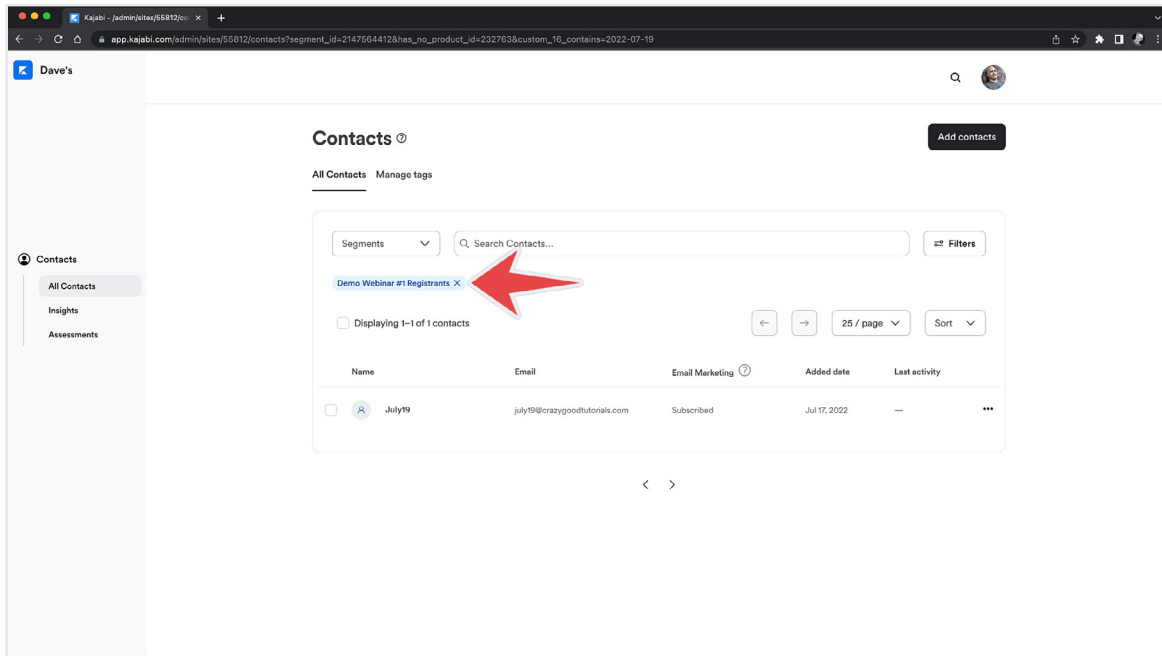 Kajabi - /admin/sites/55812/co
app.kajabi.com/admin/sites/55812/contacts?segment_id=2147564412&has_no_product_id=232763&custom_16_contains=2022-07-19
Dave's
Contacts
Add contacts
All Contacts Manage tags
Segments Search Contacts... Filters
Contacts
Demo Webinar #1 Registrants
All Contacts
Insights
Displaying 1–1 of 1 contacts 25 / page Sort
Assessments
Name Email Email Marketing Added date Last activity
July19 july19@crazygoodtutorials.com Subscribed Jul 17, 2022 —